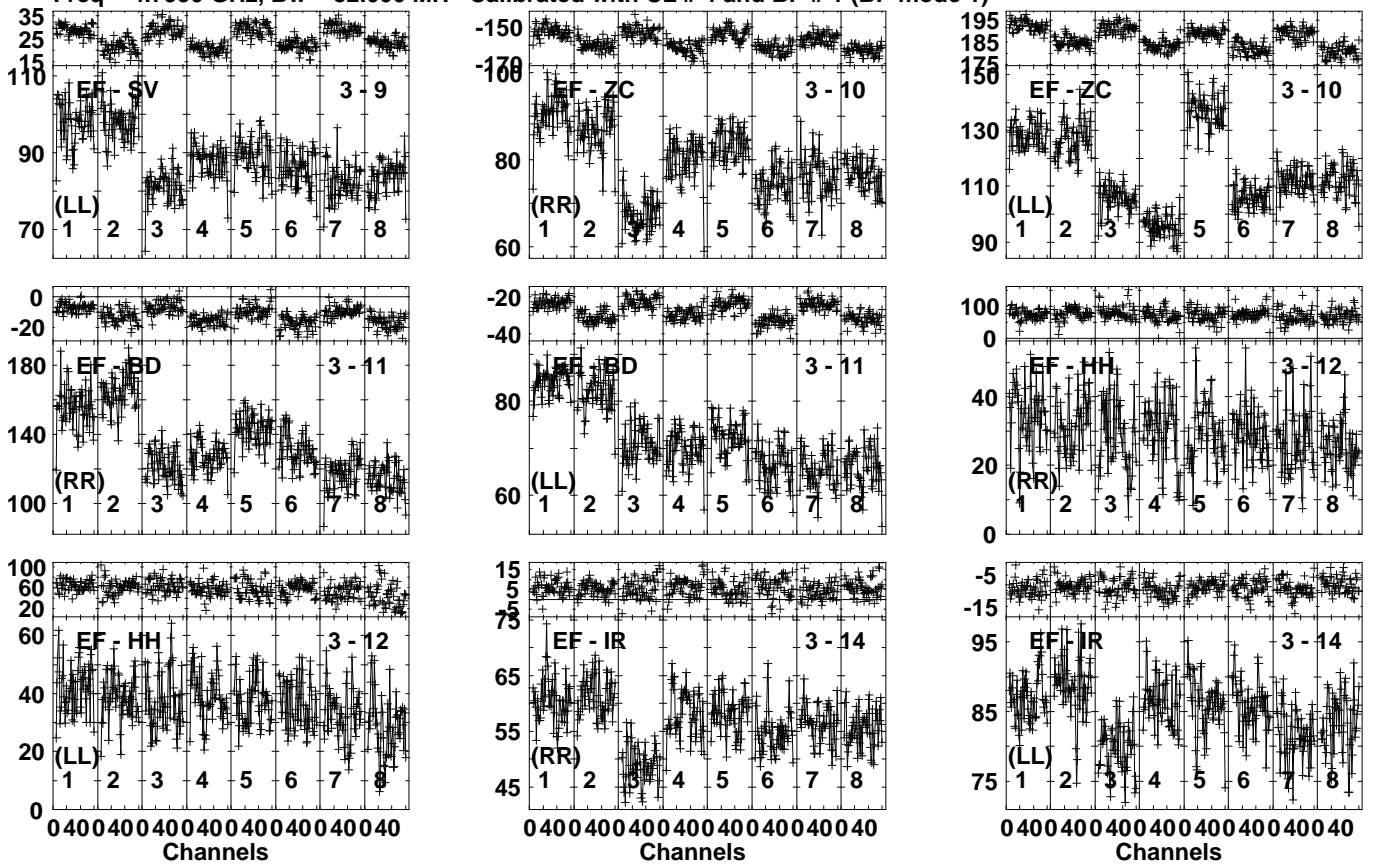 35 25 15 110 90 70 EF - SV 3 - 9 (LL) 1 2 3 4 5 6 7 8
-150 -170 100 80 60 EF - ZC 3 - 10 (RR) 1 2 3 4 5 6 7 8
195 185 175 150 130 110 90 EF - ZC 3 - 10 (LL) 1 2 3 4 5 6 7 8
0 -20 180 140 100 EF - BD 3 - 11 (RR) 1 2 3 4 5 6 7 8
-20 -40 80 60 EF - BD 3 - 11 (LL) 1 2 3 4 5 6 7 8
100 0 40 20 0 EF - HH 3 - 12 (RR) 1 2 3 4 5 6 7 8
100 60 20 60 40 20 0 EF - HH 3 - 12 (LL) 1 2 3 4 5 6 7 8
15 5 -5 75 65 55 45 EF - IR 3 - 14 (RR) 1 2 3 4 5 6 7 8
-5 -15 95 85 75 EF - IR 3 - 14 (LL) 1 2 3 4 5 6 7 8
0 40 0 40 0 40 0 40 0 40 0 40 0 40 0 40
Channels
0 40 0 40 0 40 0 40 0 40 0 40 0 40 0 40
Channels
0 40 0 40 0 40 0 40 0 40 0 40 0 40 0 40
Channels